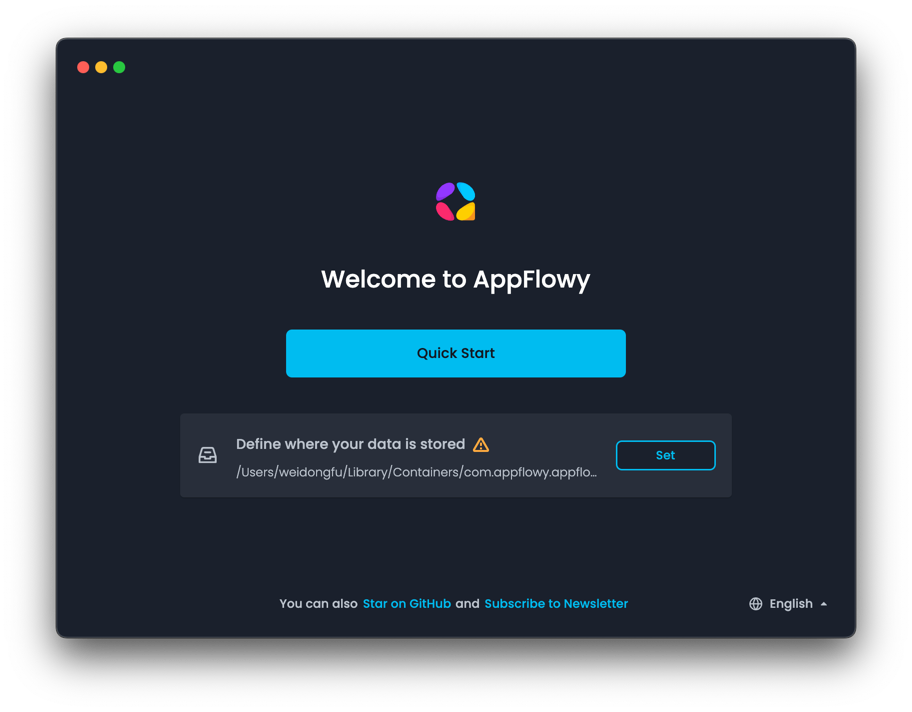 Welcome to AppFlowy
Quick Start
Define where your data is stored
/Users/weidongfu/Library/Containers/com.appflowy.appflo...
Set
You can also Star on GitHub and Subscribe to Newsletter
English